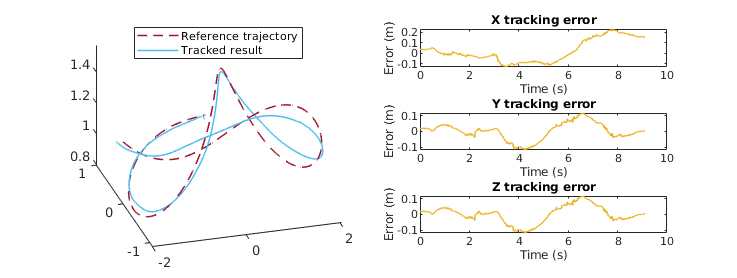 Reference trajectory
Tracked result
1.4
1.2
1
0.8
1
0
-1
-2
0
2
X tracking error
Error (m)
0.2
0.1
0
-0.1
0 2 4 6 8 10
Time (s)
Y tracking error
Error (m)
0.1
0
-0.1
0 2 4 6 8 10
Time (s)
Z tracking error
Error (m)
0.1
0
-0.1
0 2 4 6 8 10
Time (s)